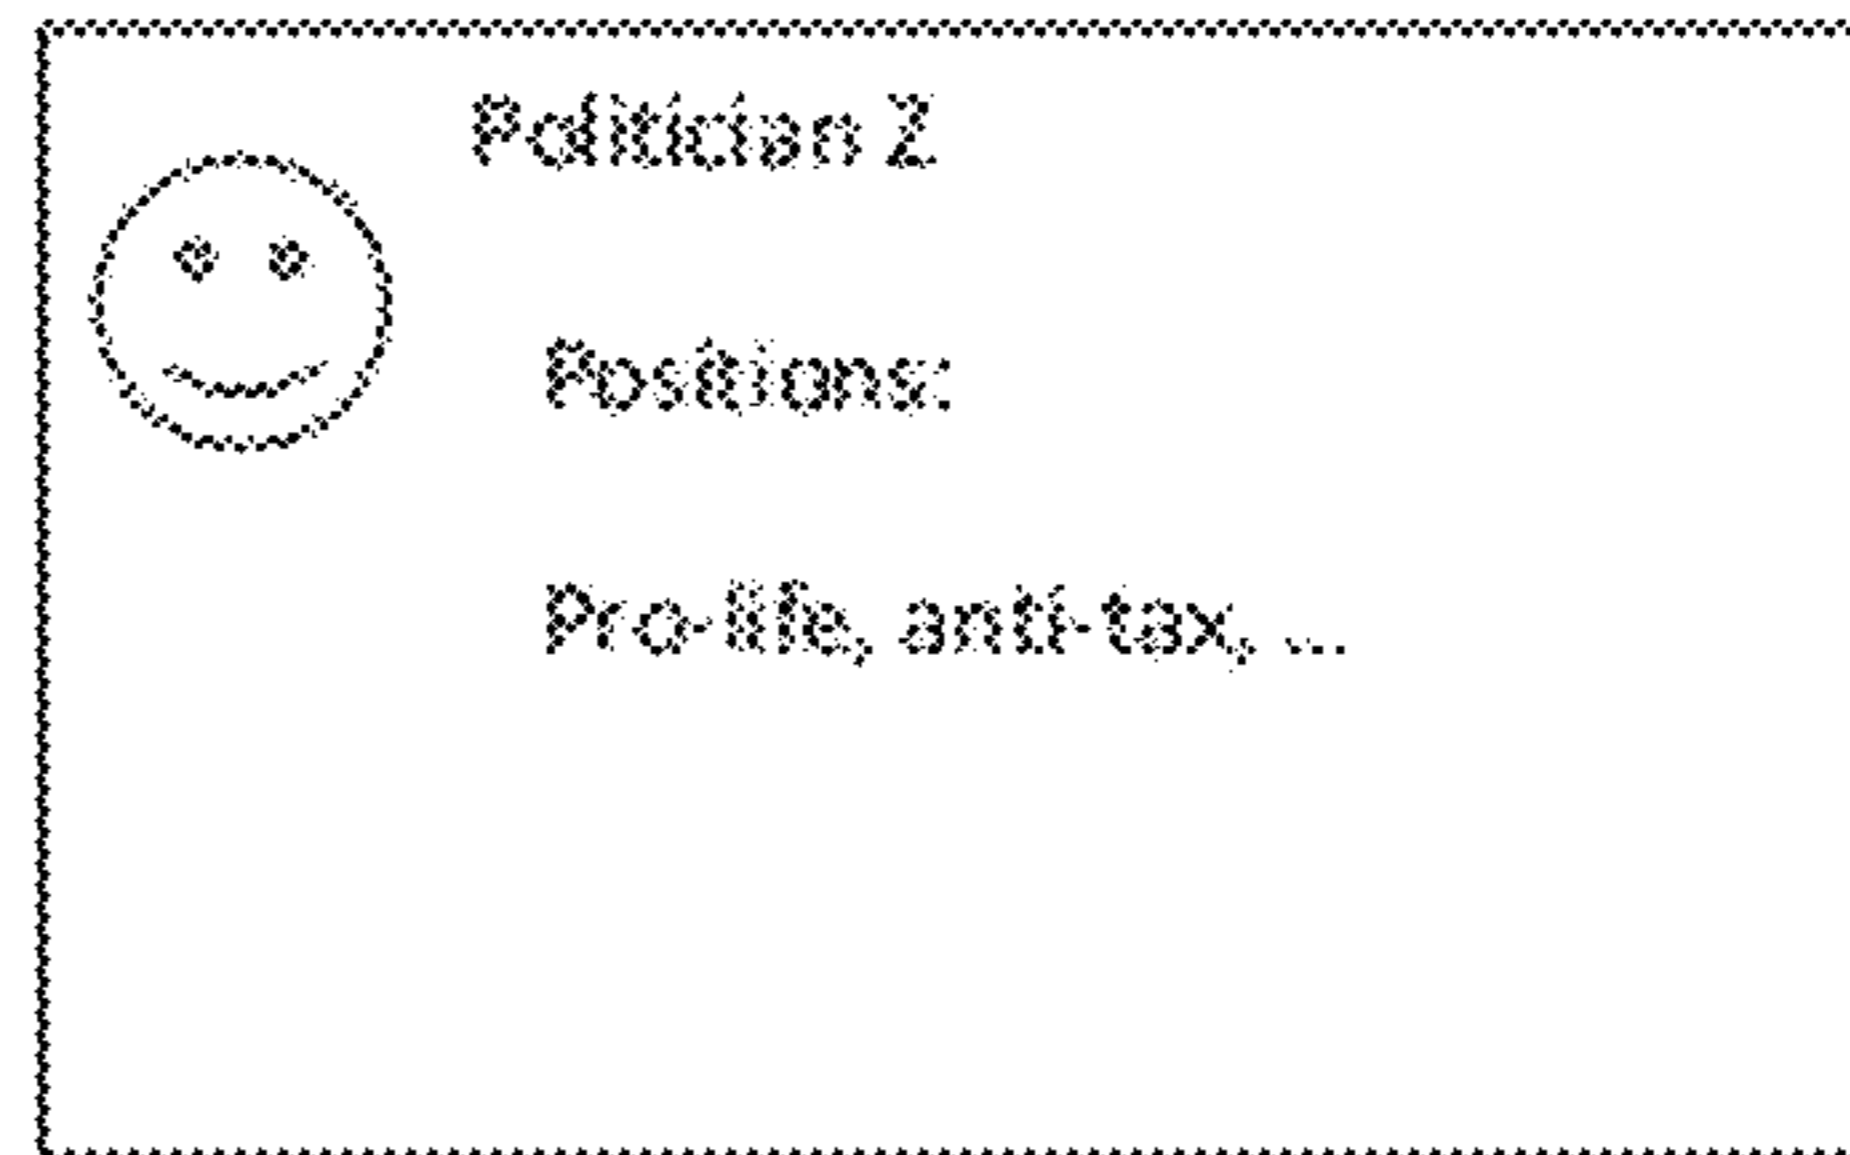 Politician Z
Positions:
Pro-life, anti-tax, ...